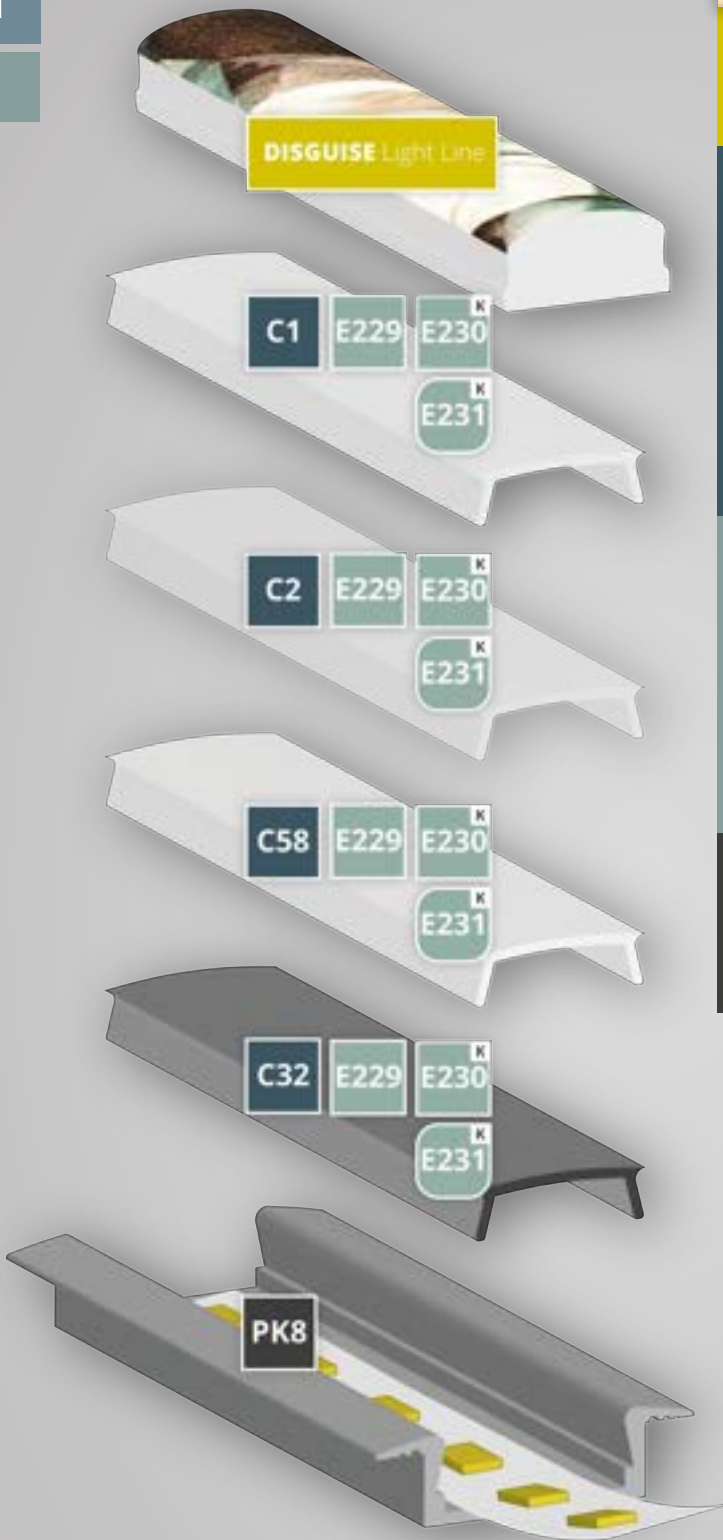 DISGUISE Light Line
K
C1 E229 E230
K
E231
K
C2 E229 E230
K
E231
K
C58 E229 E230
K
E231
K
C32 E229 E230
K
E231
PK8